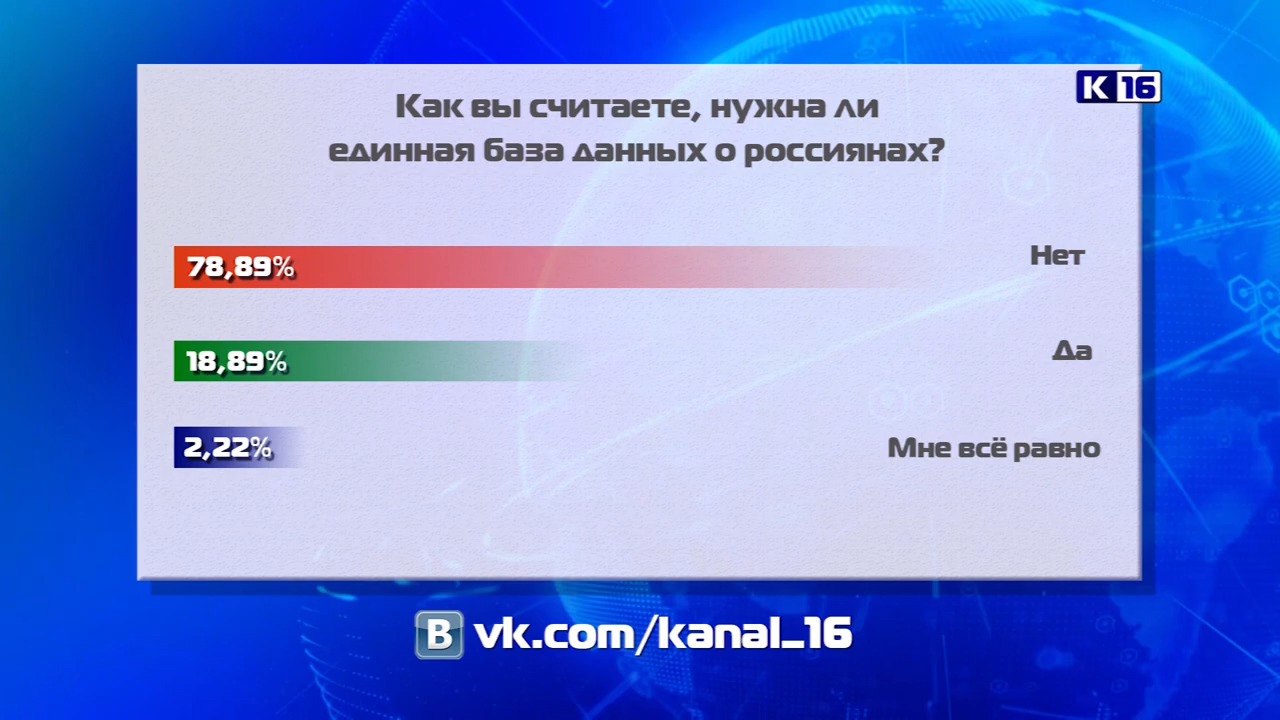 К 16
Как вы считаете, нужна ли
единная база данных о россиянах?
78,89% Нет
18,89% Да
2,22% Мне всё равно
В vk.com/kanal_16